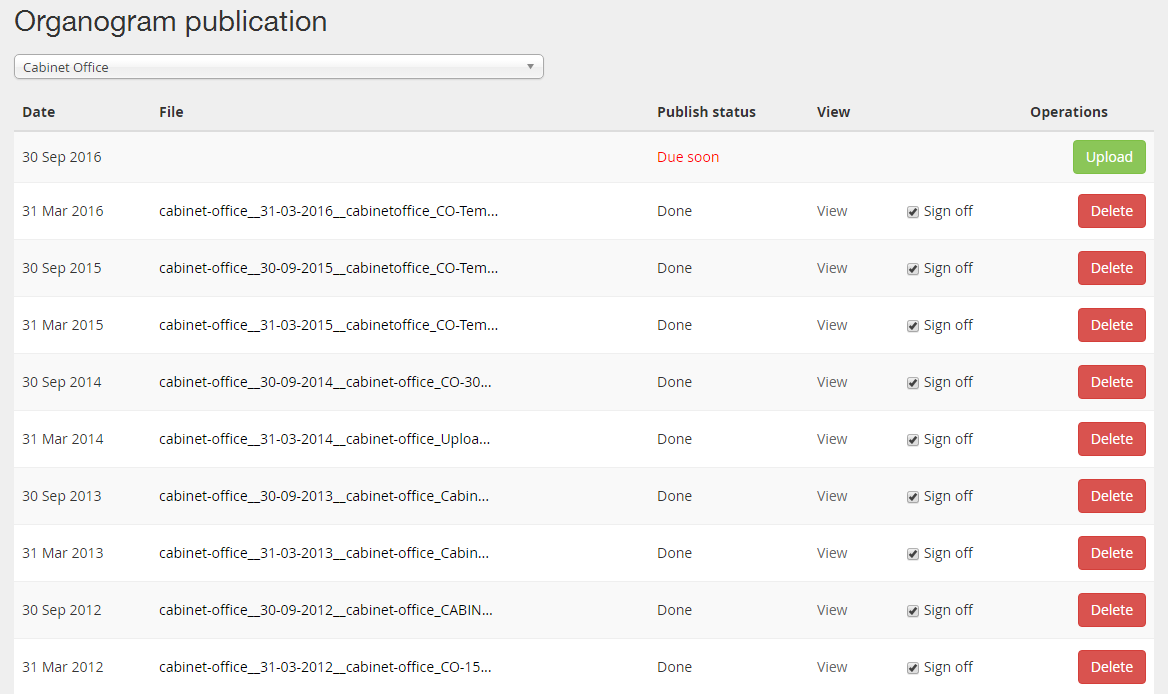 Organogram publication
Cabinet Office
Date File Publish status View Operations
30 Sep 2016 Due soon Upload
31 Mar 2016 cabinet-office__31-03-2016__cabinetoffice_CO-Tem... Done View Sign off Delete
30 Sep 2015 cabinet-office__30-09-2015__cabinetoffice_CO-Tem... Done View Sign off Delete
31 Mar 2015 cabinet-office__31-03-2015__cabinetoffice_CO-Tem... Done View Sign off Delete
30 Sep 2014 cabinet-office__30-09-2014__cabinet-office_CO-30... Done View Sign off Delete
31 Mar 2014 cabinet-office__31-03-2014__cabinet-office_Uploa... Done View Sign off Delete
30 Sep 2013 cabinet-office__30-09-2013__cabinet-office_Cabin... Done View Sign off Delete
31 Mar 2013 cabinet-office__31-03-2013__cabinet-office_Cabin... Done View Sign off Delete
30 Sep 2012 cabinet-office__30-09-2012__cabinet-office_CABIN... Done View Sign off Delete
31 Mar 2012 cabinet-office__31-03-2012__cabinet-office_CO-15... Done View Sign off Delete